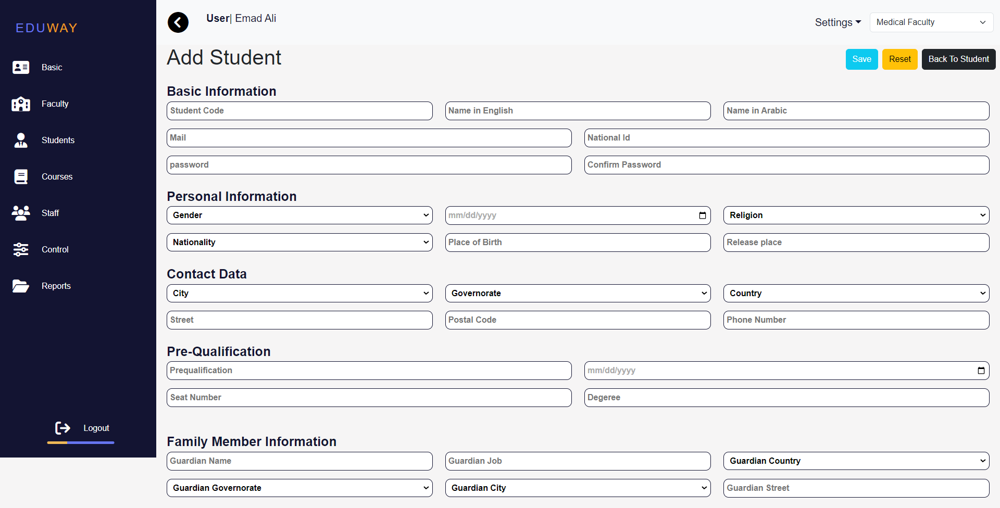 EDUWAY
Basic
Faculty
Students
Courses
Staff
Control
Reports
Logout
User| Emad Ali
Settings
Medical Faculty
Add Student
Save
Reset
Back To Student
Basic Information
Student Code
Name in English
Name in Arabic
Mail
National Id
password
Confirm Password
Personal Information
Gender
mm/dd/yyyy
Religion
Nationality
Place of Birth
Release place
Contact Data
City
Governorate
Country
Street
Postal Code
Phone Number
Pre-Qualification
Prequalification
mm/dd/yyyy
Seat Number
Degeree
Family Member Information
Guardian Name
Guardian Job
Guardian Country
Guardian Governorate
Guardian City
Guardian Street